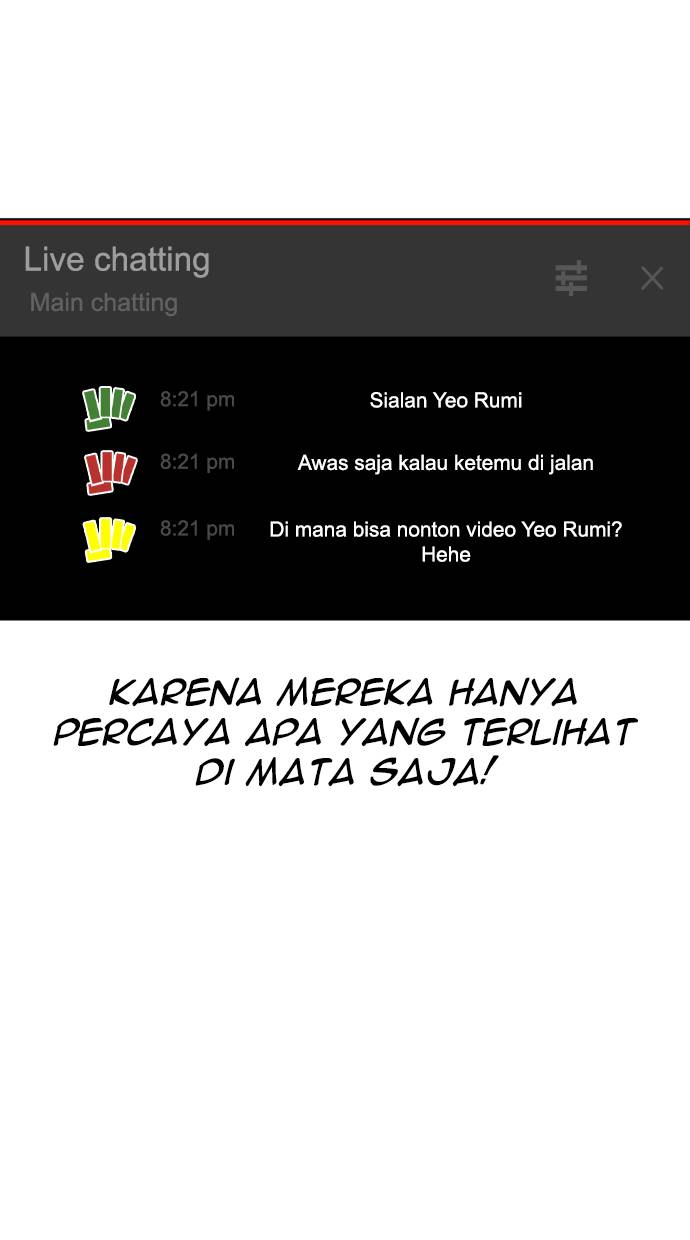 Live chatting
Main chatting
8:21 pm Sialan Yeo Rumi
8:21 pm Awas saja kalau ketemu di jalan
8:21 pm Di mana bisa nonton video Yeo Rumi?
Hehe
KARENA MEREKA HANYA
PERCAYA APA YANG TERLIHAT
DI MATA SAJA!